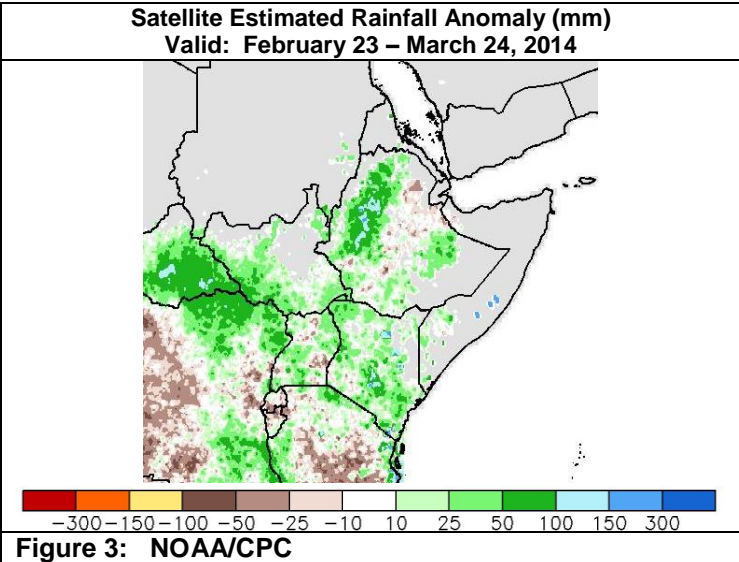 Satellite Estimated Rainfall Anomaly (mm)
Valid: February 23 – March 24, 2014
−300 −150 −100 −50 −25 −10 10 25 50 100 150 300
Figure 3: NOAA/CPC